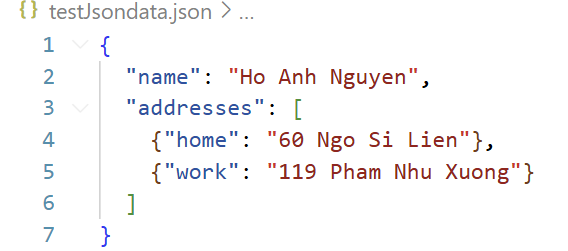 testJsondata.json > ...
1 {
2 "name": "Ho Anh Nguyen",
3 "addresses": [
4 {"home": "60 Ngo Si Lien"},
5 {"work": "119 Pham Nhu Xuong"}
6 ]
7 }